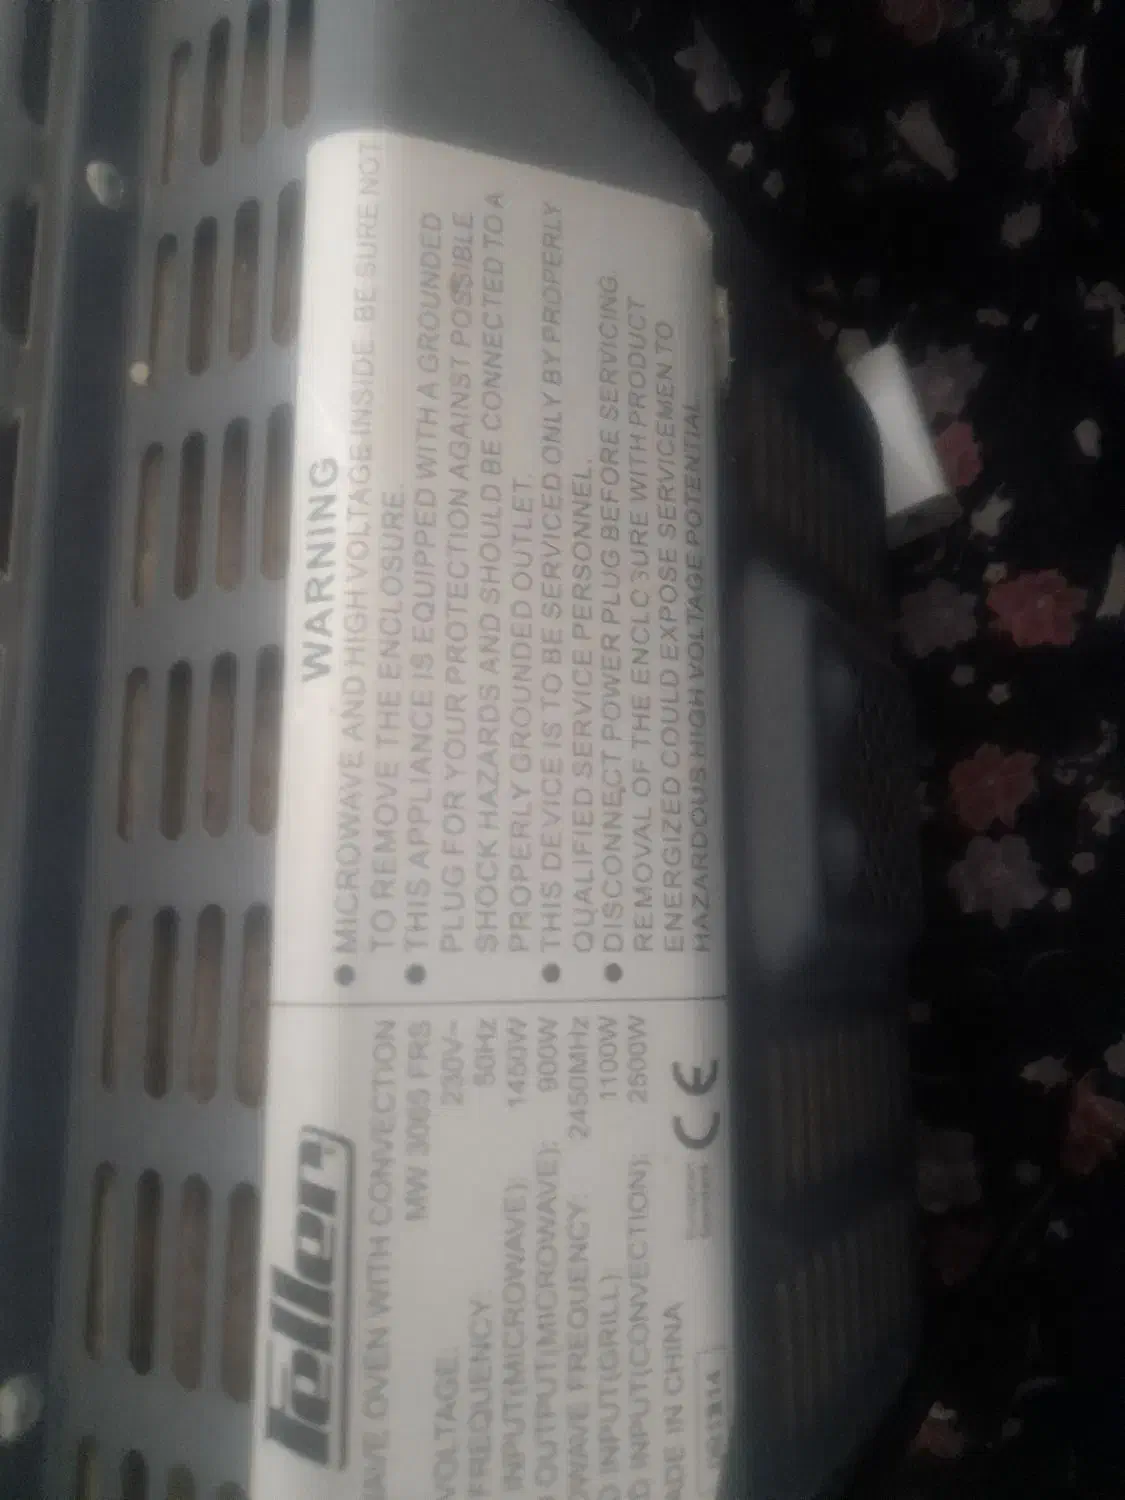 feller
AVE OVEN WITH CONVECTION
MW 3065 FRS
VOLTAGE: 230V~
FREQUENCY: 50Hz
INPUT(MICROWAVE): 1450W
OUTPUT(MICROWAVE): 900W
OWAVE FREQUENCY: 2450MHz
D INPUT(GRILL): 1100W
D INPUT(CONVECTION): 2500W
ADE IN CHINA
CE
WARNING
● MICROWAVE AND HIGH VOLTAGE INSIDE. BE SURE NOT
TO REMOVE THE ENCLOSURE.
● THIS APPLIANCE IS EQUIPPED WITH A GROUNDED
PLUG FOR YOUR PROTECTION AGAINST POSSIBLE
SHOCK HAZARDS AND SHOULD BE CONNECTED TO A
PROPERLY GROUNDED OUTLET.
● THIS DEVICE IS TO BE SERVICED ONLY BY PROPERLY
QUALIFIED SERVICE PERSONNEL.
● DISCONNECT POWER PLUG BEFORE SERVICING.
REMOVAL OF THE ENCLOSURE WITH PRODUCT
ENERGIZED COULD EXPOSE SERVICEMEN TO
HAZARDOUS HIGH VOLTAGE POTENTIAL